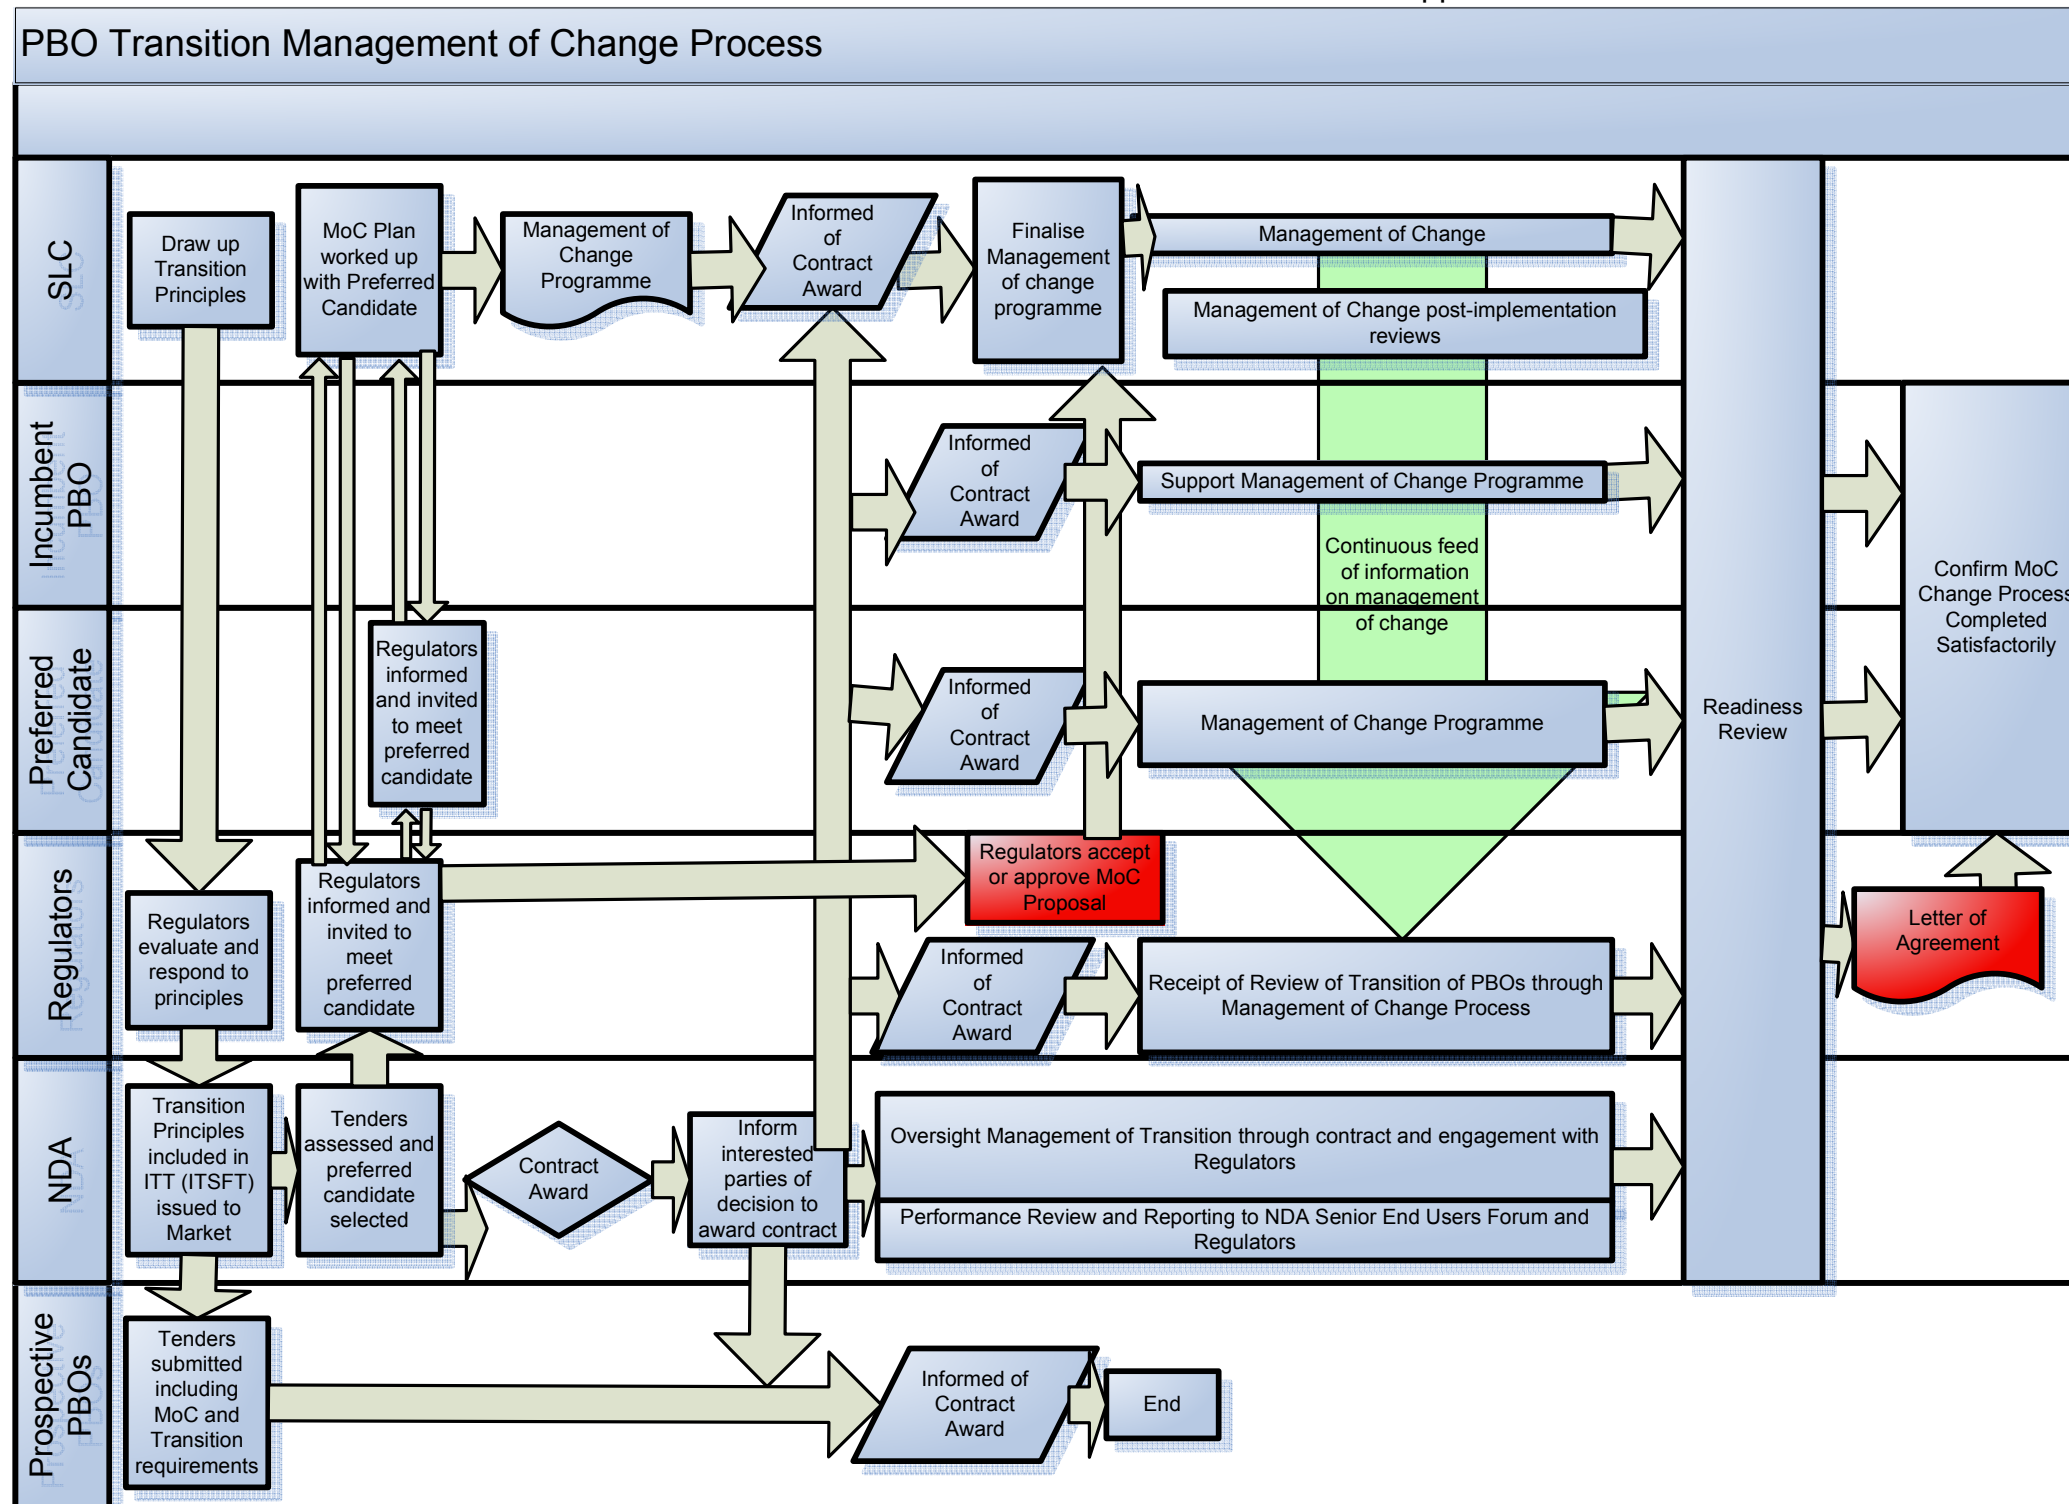 PBO Transition Management of Change Process
SLC
Draw up
Transition
Principles
MoC Plan
worked up
with Preferred
Candidate
Management of
Change
Programme
Informed
of
Contract
Award
Finalise
Management
of change
programme
Management of Change
Management of Change post-implementation
reviews
Incumbent
PBO
Informed
of
Contract
Award
Support Management of Change Programme
Continuous feed
of information
on management
of change
Confirm MoC
Change Process
Completed
Satisfactorily
Preferred
Candidate
Regulators
informed
and invited
to meet
preferred
candidate
Informed
of
Contract
Award
Management of Change Programme
Readiness
Review
Regulators
Regulators
evaluate and
respond to
principles
Regulators
informed and
invited to
meet
preferred
candidate
Regulators accept
or approve MoC
Proposal
Informed
of
Contract
Award
Receipt of Review of Transition of PBOs through
Management of Change Process
Letter of
Agreement
NDA
Transition
Principles
included in
ITT (ITSFT)
issued to
Market
Tenders
assessed and
preferred
candidate
selected
Contract
Award
Inform
interested
parties of
decision to
award contract
Oversight Management of Transition through contract and engagement with
Regulators
Performance Review and Reporting to NDA Senior End Users Forum and
Regulators
Prospective
PBOs
Tenders
submitted
including
MoC and
Transition
requirements
Informed of
Contract
Award
End